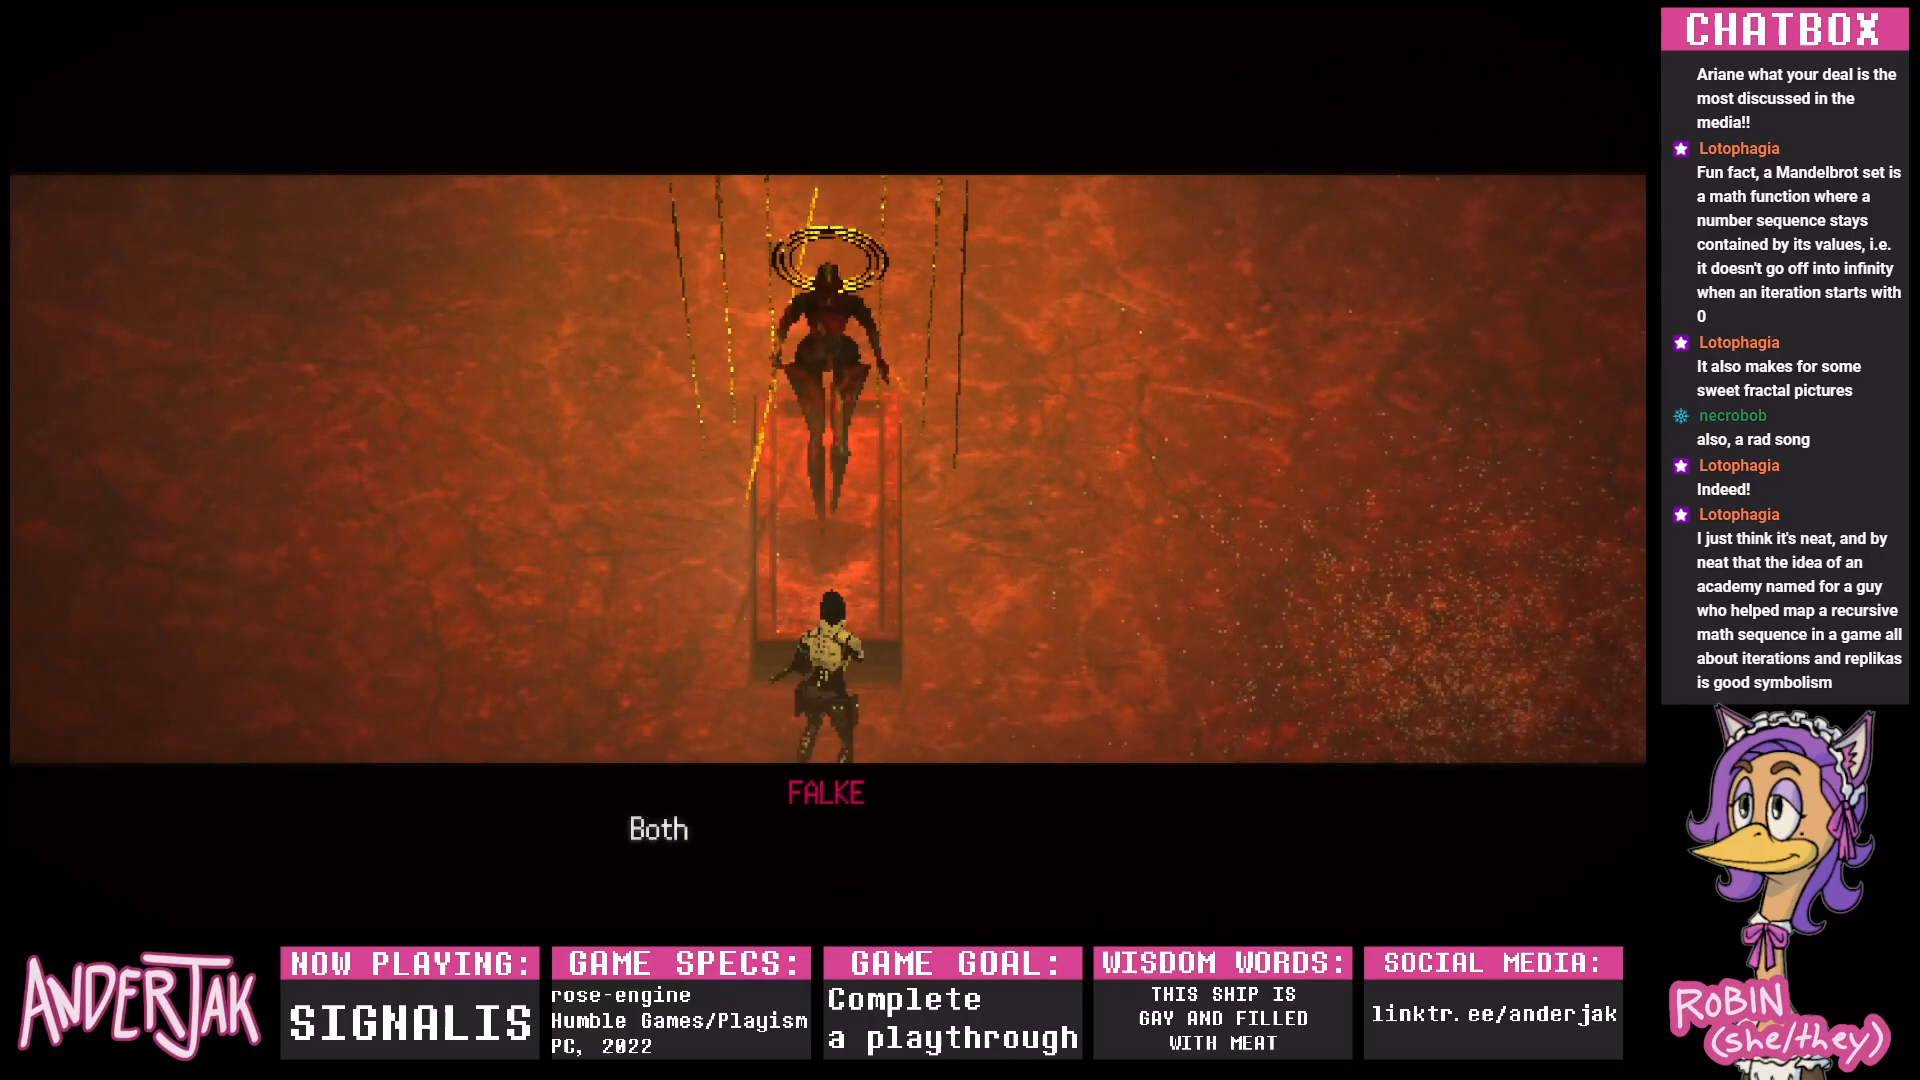 CHATBOX
Ariane what your deal is the
most discussed in the
media!!
Lotophagia
Fun fact, a Mandelbrot set is
a math function where a
number sequence stays
contained by its values, i.e.
it doesn't go off into infinity
when an iteration starts with
0
Lotophagia
It also makes for some
sweet fractal pictures
necrobob
also, a rad song
Lotophagia
Indeed!
Lotophagia
I just think it's neat, and by
neat that the idea of an
academy named for a guy
who helped map a recursive
math sequence in a game all
about iterations and replikas
is good symbolism
FALKE
Both
ANDERJAK
NOW PLAYING:
SIGNALIS
GAME SPECS:
rose-engine
Humble Games/Playism
PC, 2022
GAME GOAL:
Complete
a playthrough
WISDOM WORDS:
THIS SHIP IS
GAY AND FILLED
WITH MEAT
SOCIAL MEDIA:
linktr.ee/anderjak
ROBIN
(she/they)